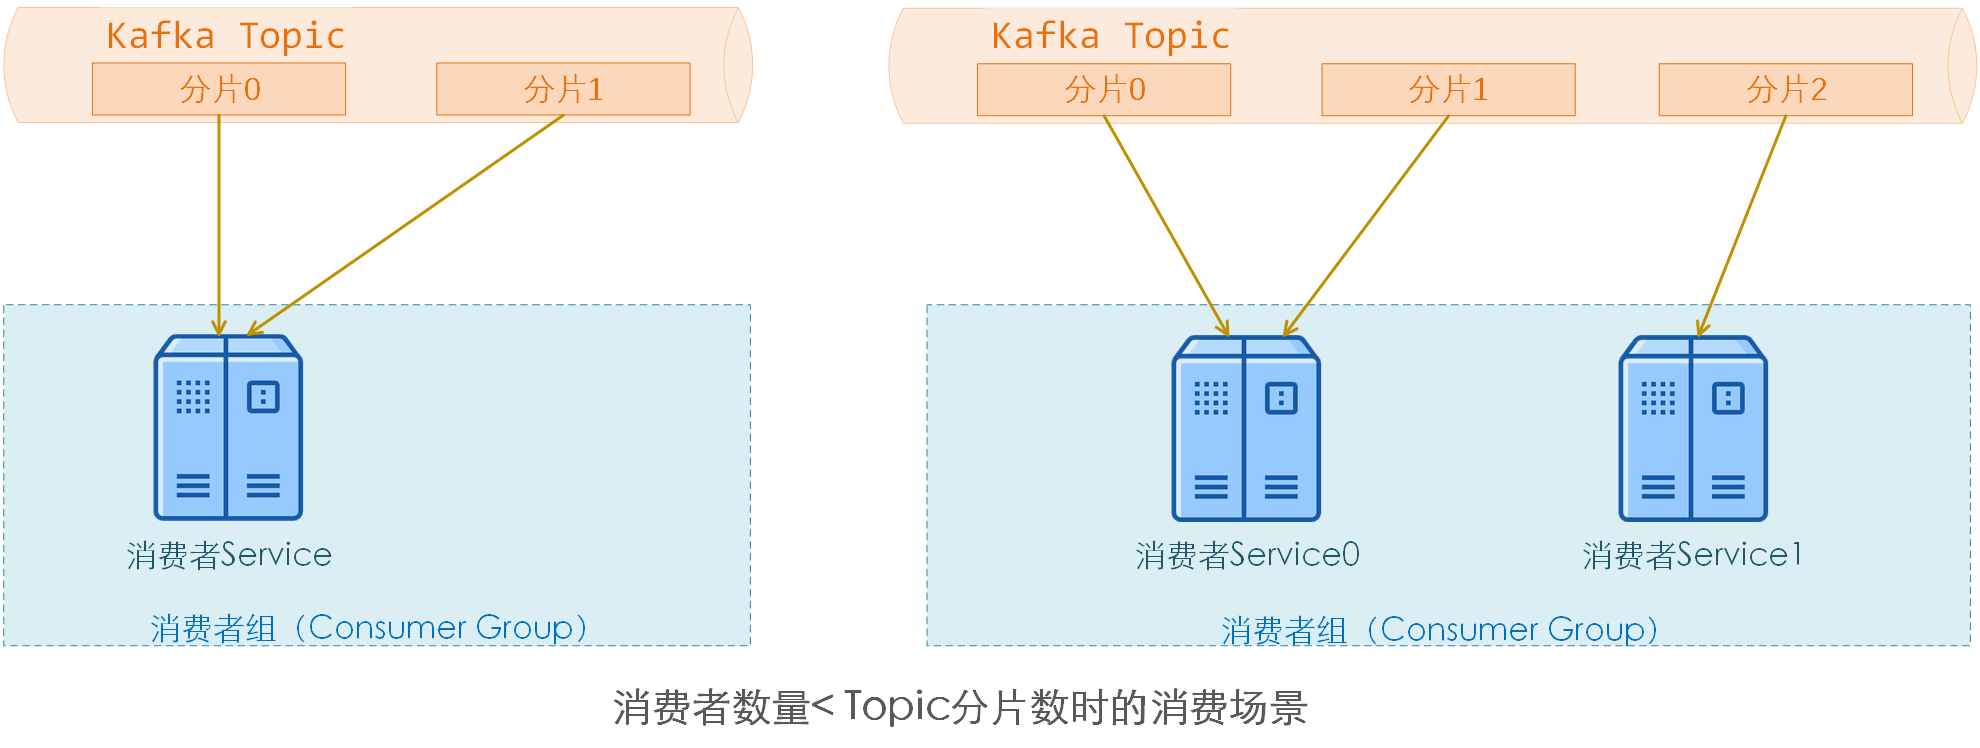 Kafka Topic
分片0
分片1
消费者Service
消费者组（Consumer Group）
Kafka Topic
分片0
分片1
分片2
消费者Service0
消费者Service1
消费者组（Consumer Group）
消费者数量< Topic分片数时的消费场景